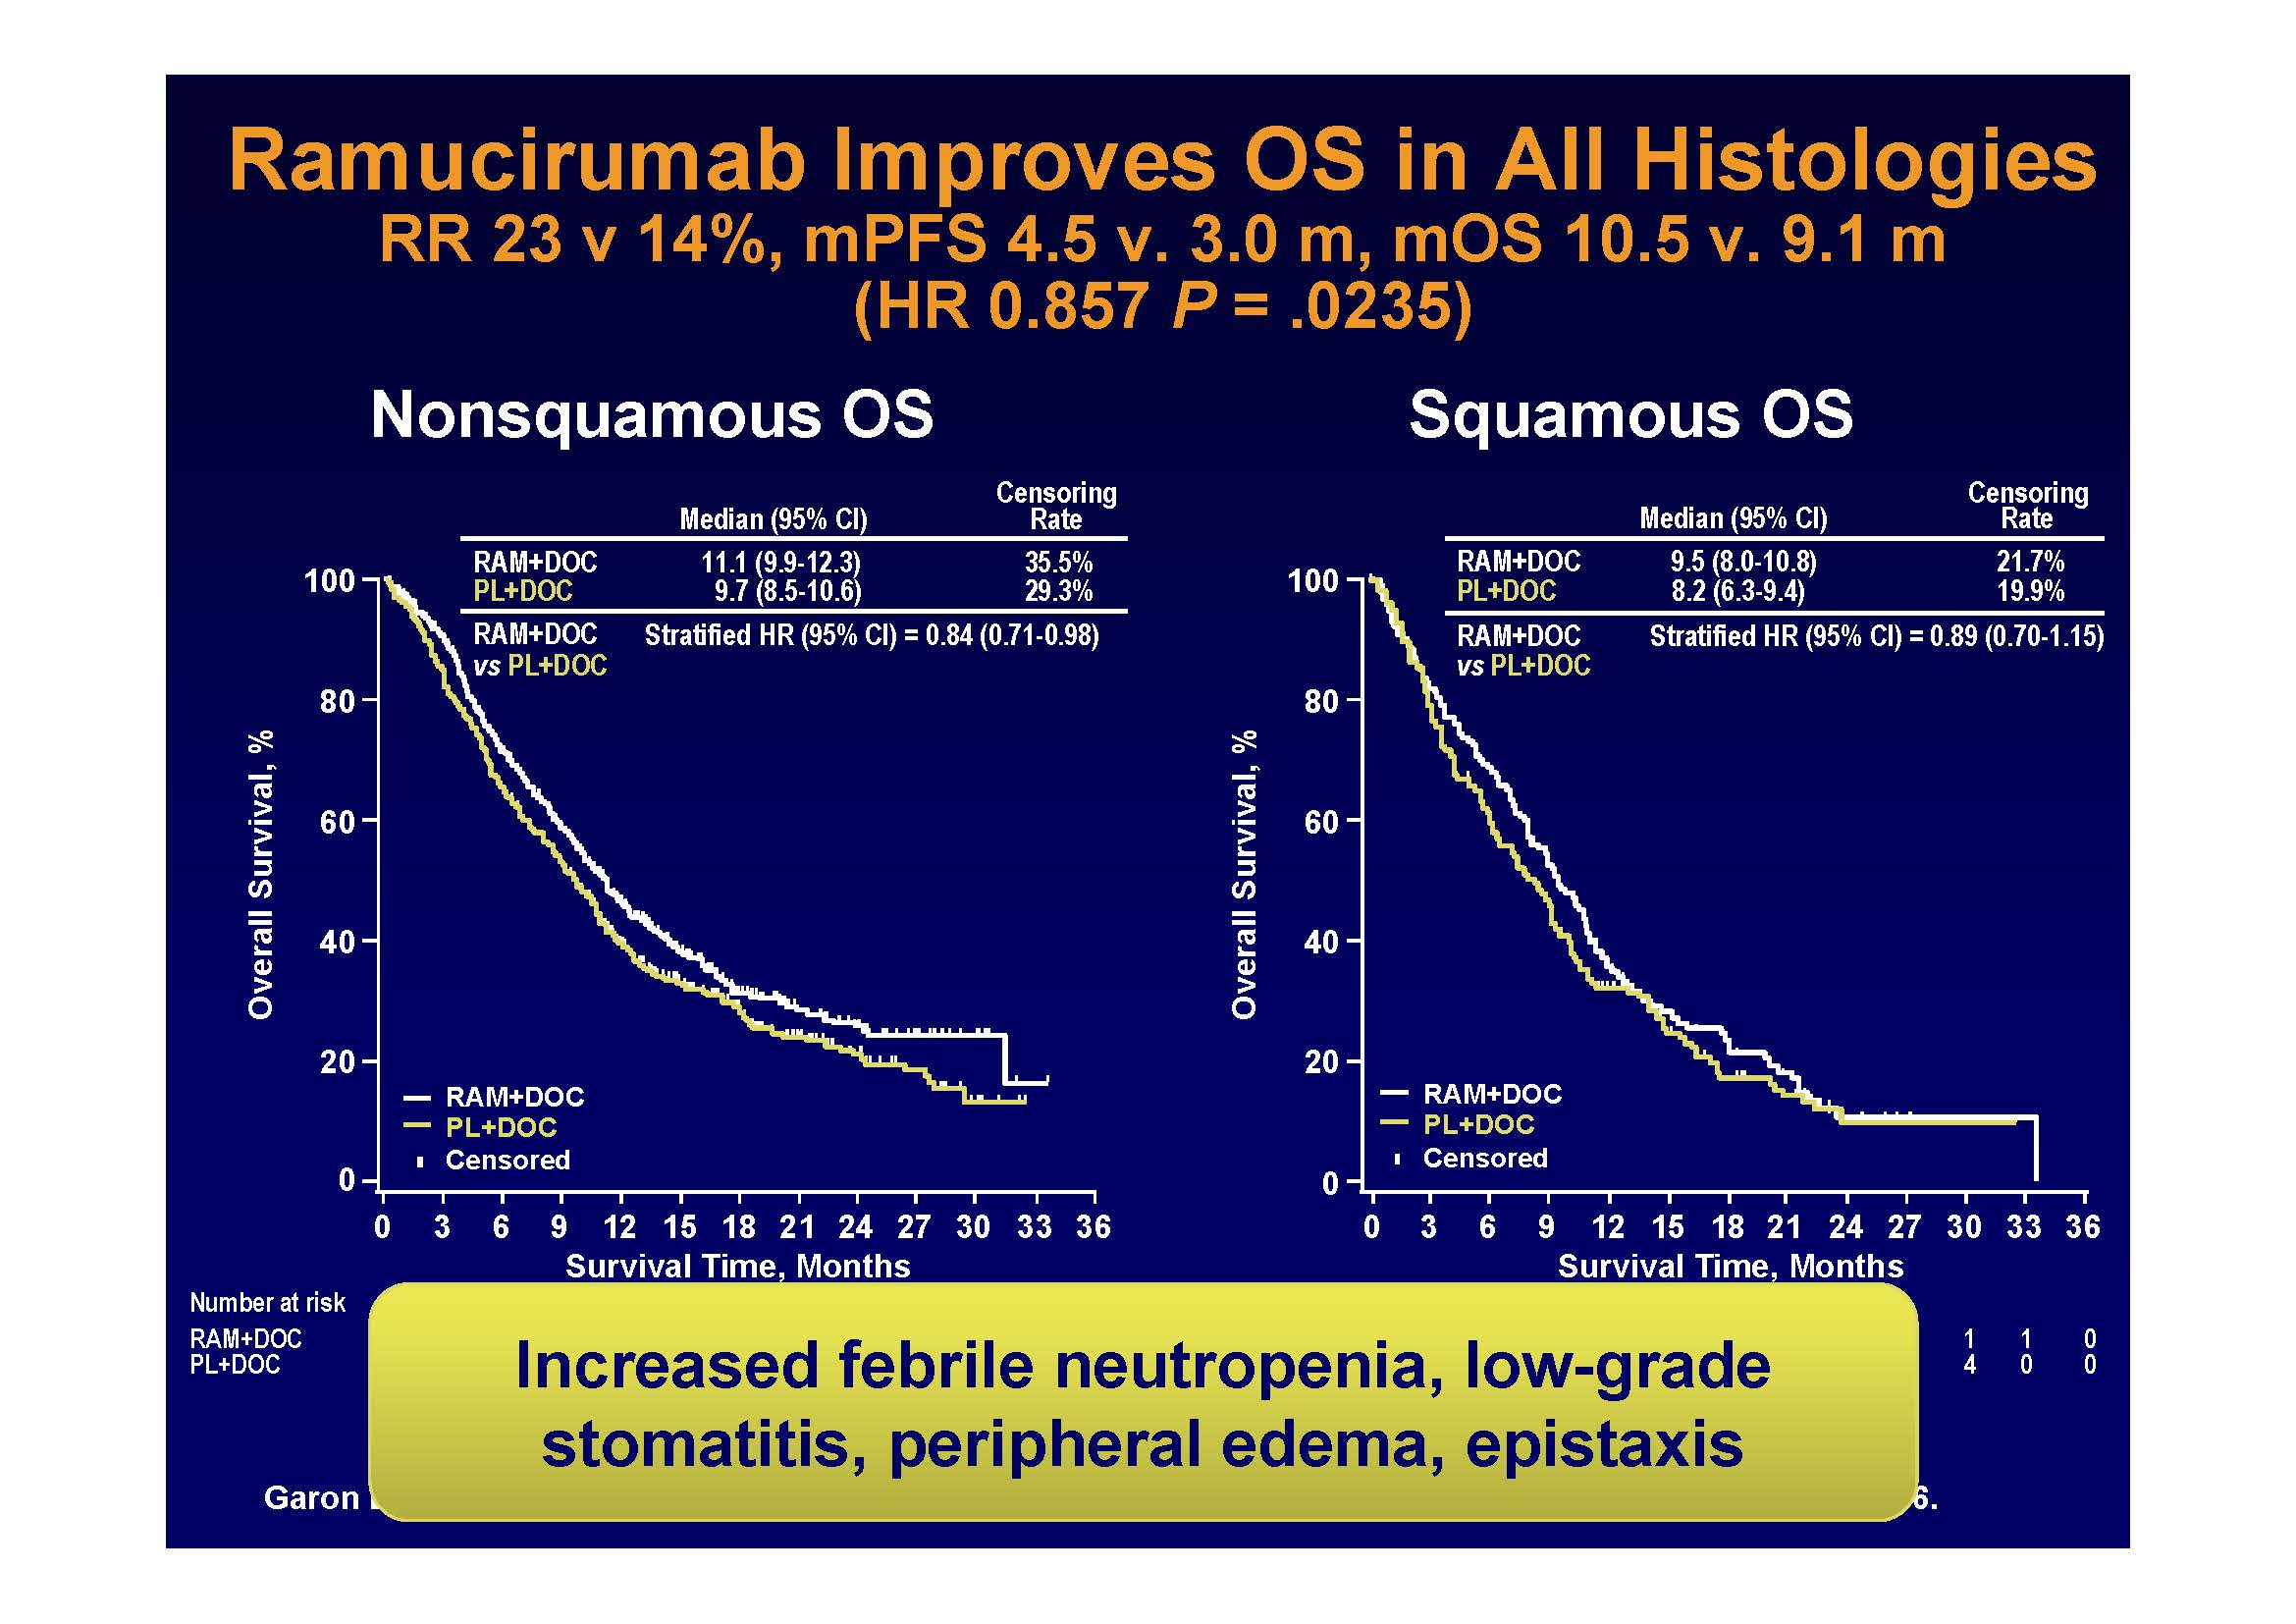 Ramucirumab Improves OS in All Histologies
RR 23 v 14%, mPFS 4.5 v. 3.0 m, mOS 10.5 v. 9.1 m
(HR 0.857 P = .0235)
Nonsquamous OS
Median (95% CI) Censoring Rate
RAM+DOC 11.1 (9.9-12.3) 35.5%
PL+DOC 9.7 (8.5-10.6) 29.3%
RAM+DOC Stratified HR (95% CI) = 0.84 (0.71-0.98)
vs PL+DOC
Overall Survival, %
100
80
60
40
20
0
RAM+DOC
PL+DOC
Censored
0 3 6 9 12 15 18 21 24 27 30 33 36
Survival Time, Months
Squamous OS
Median (95% CI) Censoring Rate
RAM+DOC 9.5 (8.0-10.8) 21.7%
PL+DOC 8.2 (6.3-9.4) 19.9%
RAM+DOC Stratified HR (95% CI) = 0.89 (0.70-1.15)
vs PL+DOC
Overall Survival, %
100
80
60
40
20
0
RAM+DOC
PL+DOC
Censored
0 3 6 9 12 15 18 21 24 27 30 33 36
Survival Time, Months
Number at risk
RAM+DOC 1 1 0
PL+DOC 4 0 0
Increased febrile neutropenia, low-grade
stomatitis, peripheral edema, epistaxis
Garon 6.